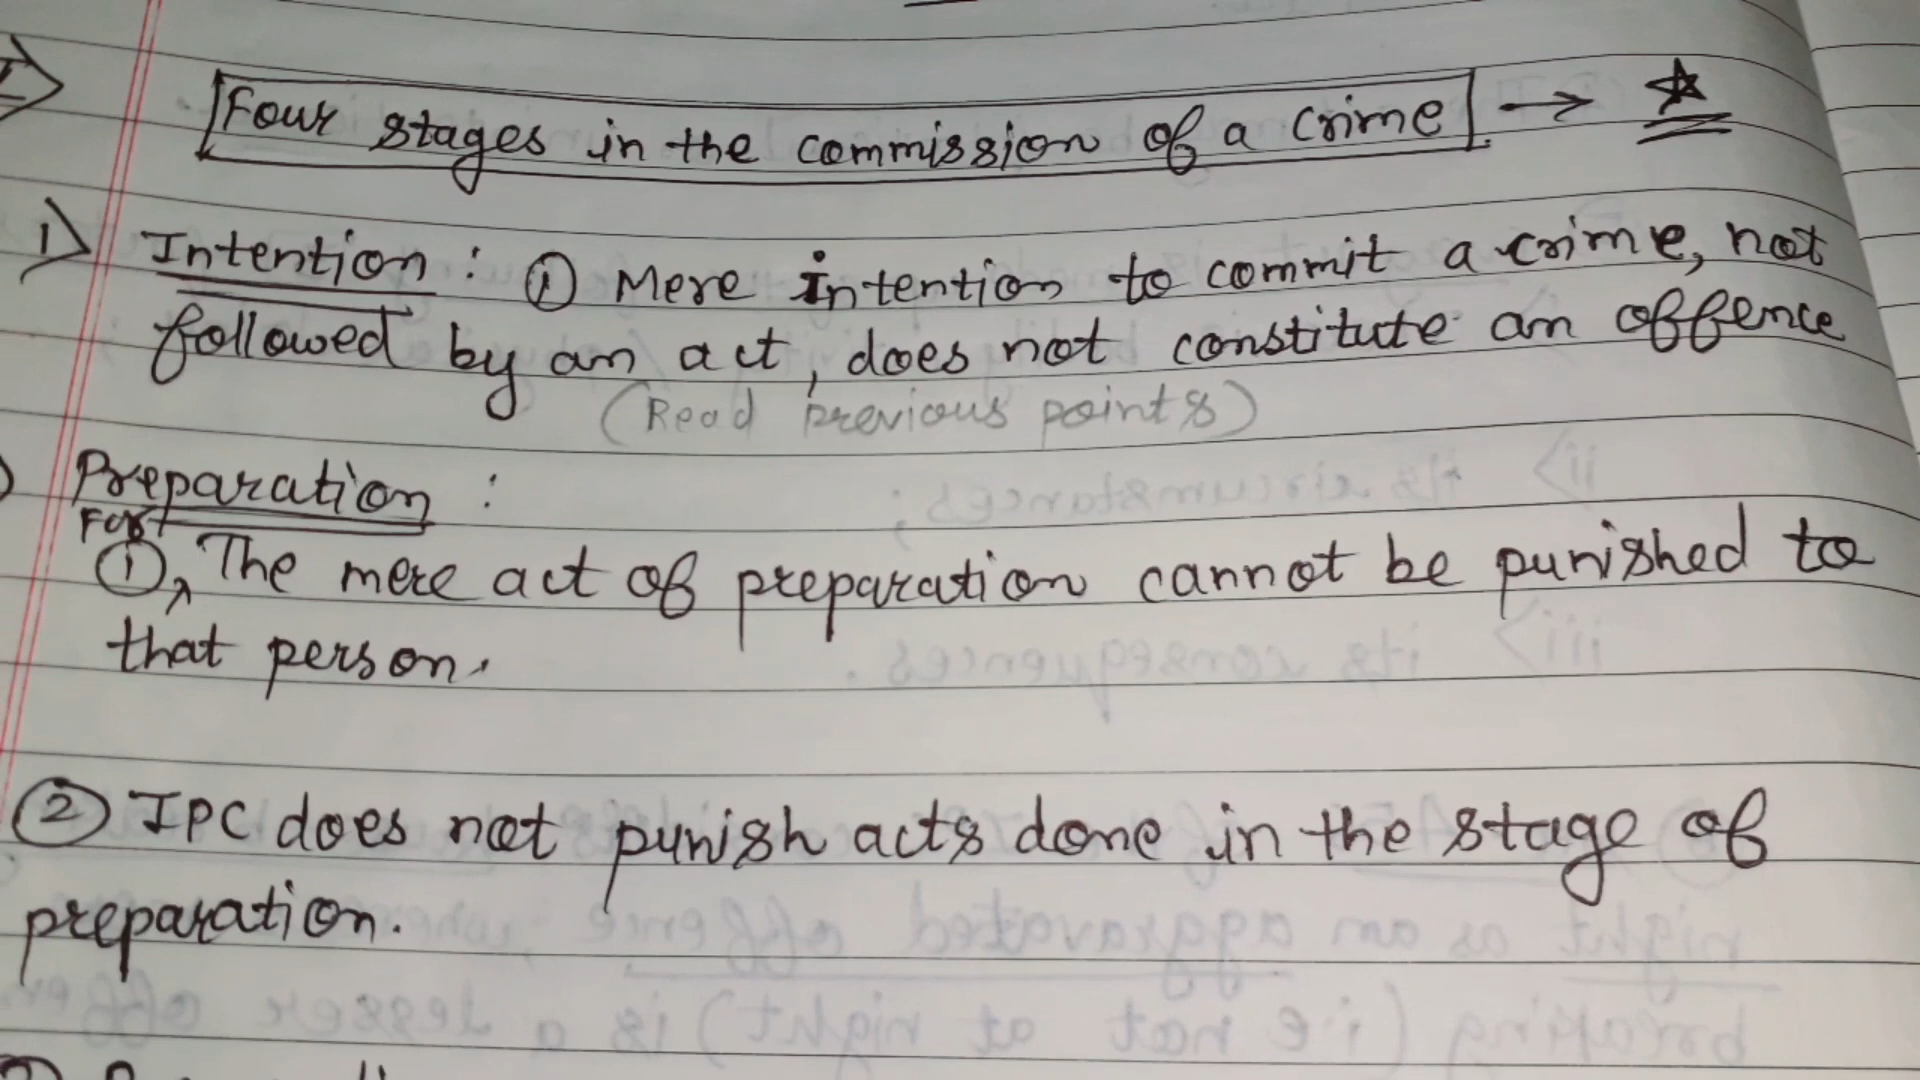 Four stages in the commission of a crime → ☆
1) Intention : ① Mere intention to commit a crime, not
followed by an act, does not constitute an offence
(Read previous points)
Preparation :
For
① ‸ The mere act of preparation cannot be punished to
that person.
② IPC does not punish acts done in the stage of
preparation.